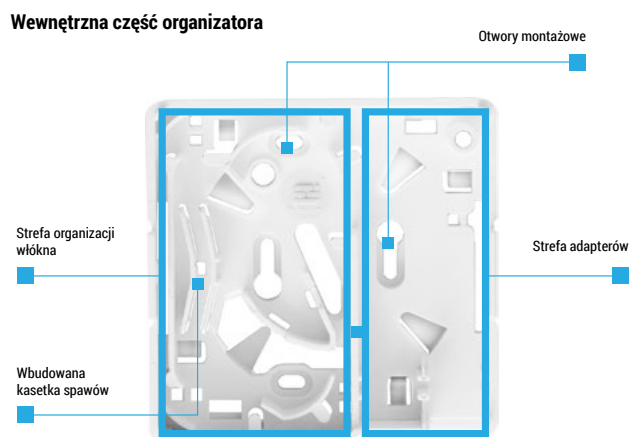 Wewnętrzna część organizatora
Otwory montażowe
Strefa organizacji
włókna
Strefa adapterów
Wbudowana
kasetka spawów